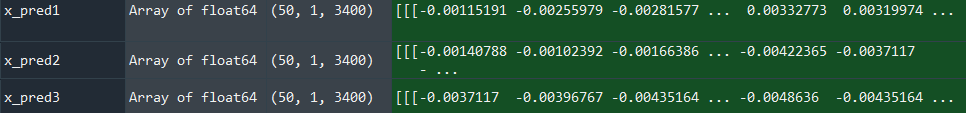 x_pred1 Array of float64 (50, 1, 3400) [[[-0.00115191 -0.00255979 -0.00281577 ... 0.00332773 0.00319974 ...
x_pred2 Array of float64 (50, 1, 3400) [[[-0.00140788 -0.00102392 -0.00166386 ... -0.00422365 -0.0037117
- ...
x_pred3 Array of float64 (50, 1, 3400) [[[-0.0037117 -0.00396767 -0.00435164 ... -0.0048636 -0.00435164 ...